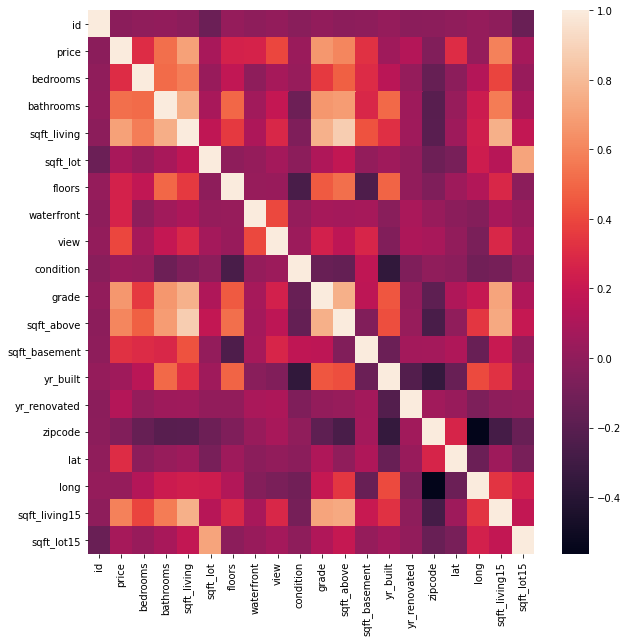 id
price
bedrooms
bathrooms
sqft_living
sqft_lot
floors
waterfront
view
condition
grade
sqft_above
sqft_basement
yr_built
yr_renovated
zipcode
lat
long
sqft_living15
sqft_lot15
id
price
bedrooms
bathrooms
sqft_living
sqft_lot
floors
waterfront
view
condition
grade
sqft_above
sqft_basement
yr_built
yr_renovated
zipcode
lat
long
sqft_living15
sqft_lot15
1.0
0.8
0.6
0.4
0.2
0.0
−0.2
−0.4